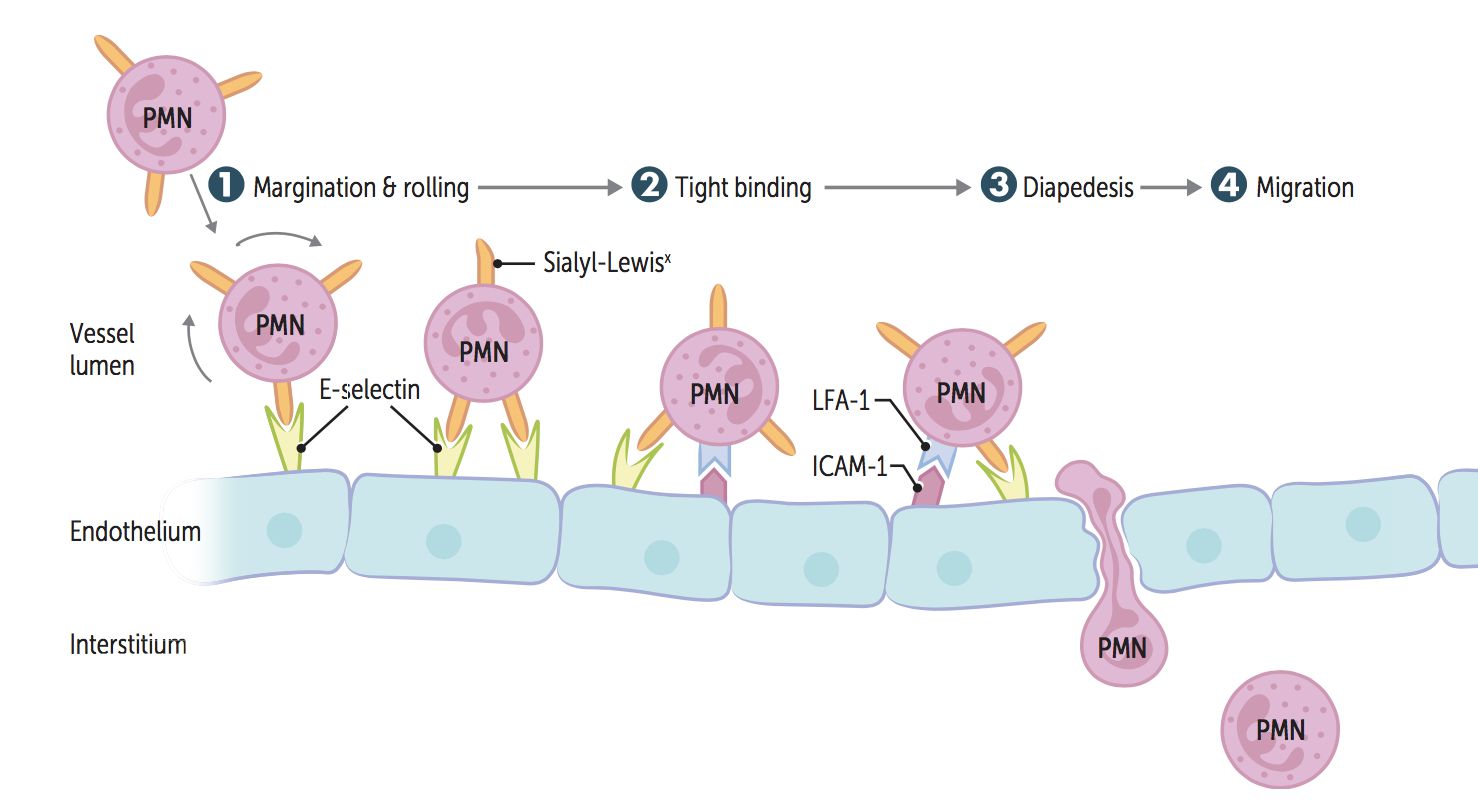 PMN
1 Margination & rolling
2 Tight binding
3 Diapedesis
4 Migration
Sialyl-Lewisˣ
PMN
PMN
Vessel
lumen
E-selectin
PMN
PMN
LFA-1
ICAM-1
Endothelium
Interstitium
PMN
PMN